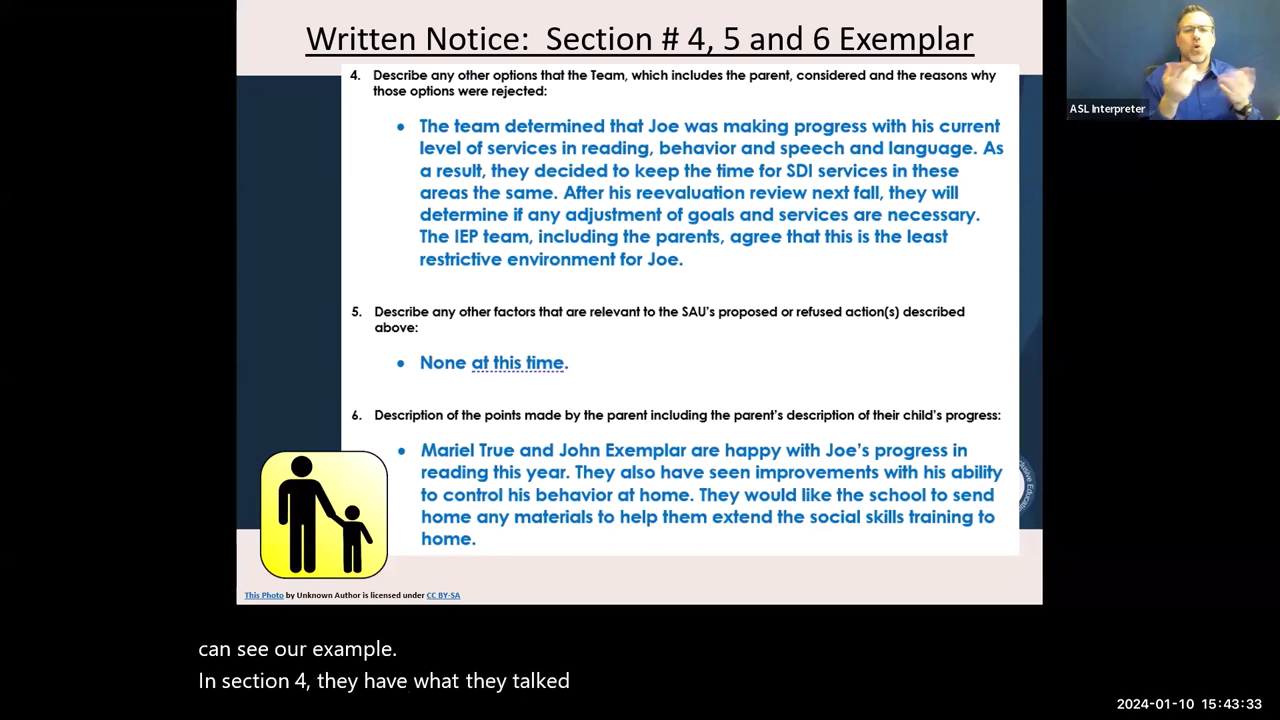 Written Notice: Section # 4, 5 and 6 Exemplar
ASL Interpreter
4. Describe any other options that the Team, which includes the parent, considered and the reasons why
those options were rejected:
• The team determined that Joe was making progress with his current
level of services in reading, behavior and speech and language. As
a result, they decided to keep the time for SDI services in these
areas the same. After his reevaluation review next fall, they will
determine if any adjustment of goals and services are necessary.
The IEP team, including the parents, agree that this is the least
restrictive environment for Joe.
5. Describe any other factors that are relevant to the SAU's proposed or refused action(s) described
above:
• None at this time.
6. Description of the points made by the parent including the parent's description of their child's progress:
• Mariel True and John Exemplar are happy with Joe's progress in
reading this year. They also have seen improvements with his ability
to control his behavior at home. They would like the school to send
home any materials to help them extend the social skills training to
home.
This Photo by Unknown Author is licensed under CC BY-SA
can see our example.
In section 4, they have what they talked
2024-01-10 15:43:33